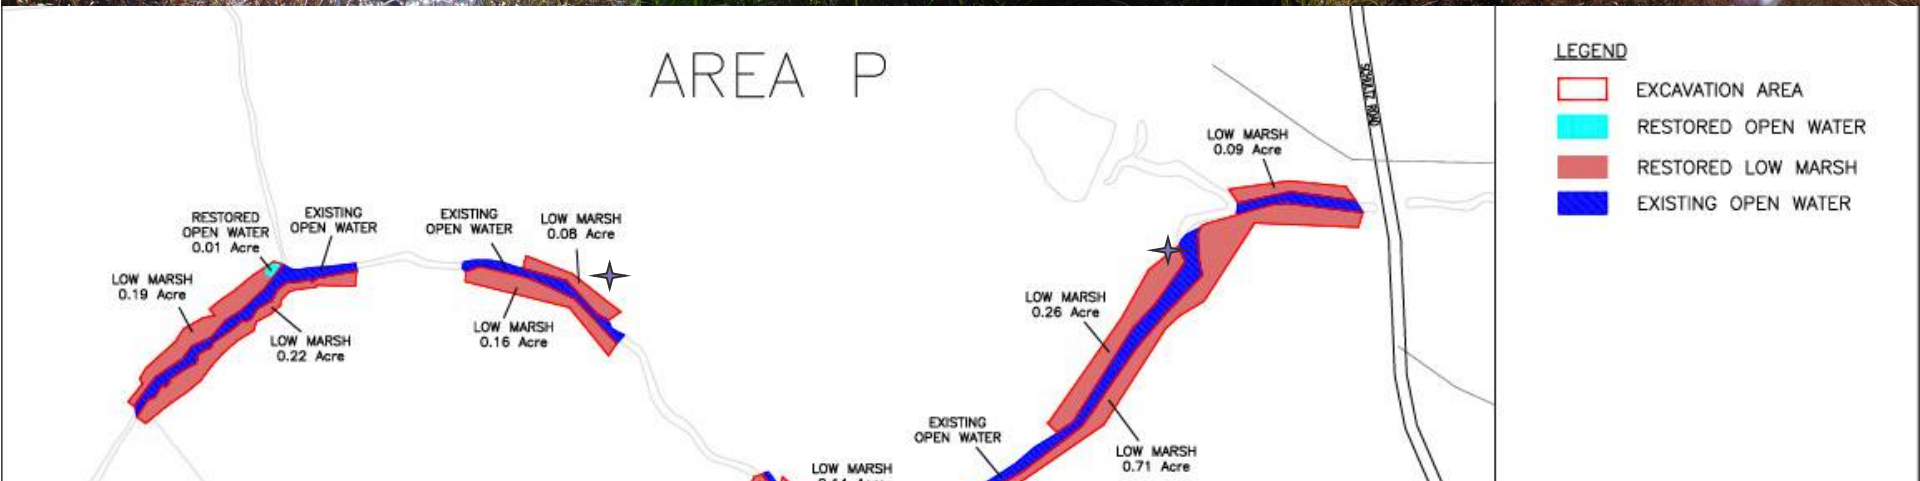 AREA P
LEGEND
EXCAVATION AREA
RESTORED OPEN WATER
RESTORED LOW MARSH
EXISTING OPEN WATER
LOW MARSH
0.09 Acre
RESTORED
OPEN WATER
0.01 Acre
EXISTING
OPEN WATER
EXISTING
OPEN WATER
LOW MARSH
0.08 Acre
LOW MARSH
0.19 Acre
LOW MARSH
0.22 Acre
LOW MARSH
0.16 Acre
LOW MARSH
0.26 Acre
EXISTING
OPEN WATER
LOW MARSH
0.71 Acre
LOW MARSH
ROAD